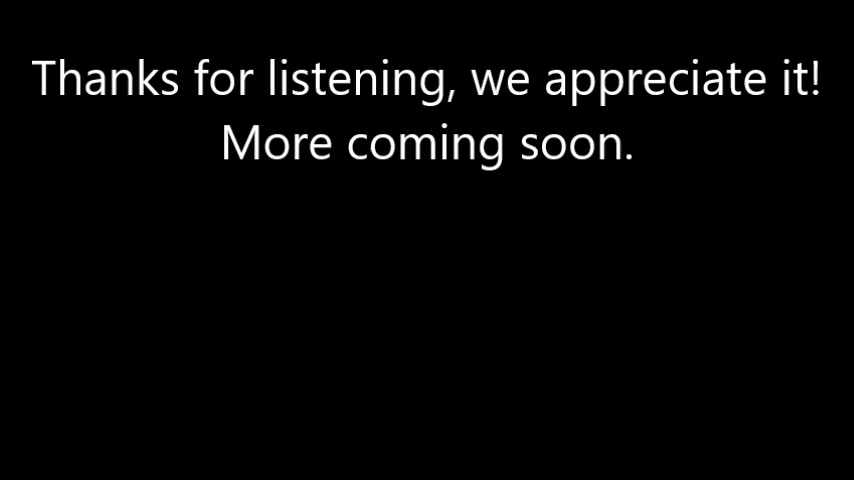 Thanks for listening, we appreciate it!
More coming soon.